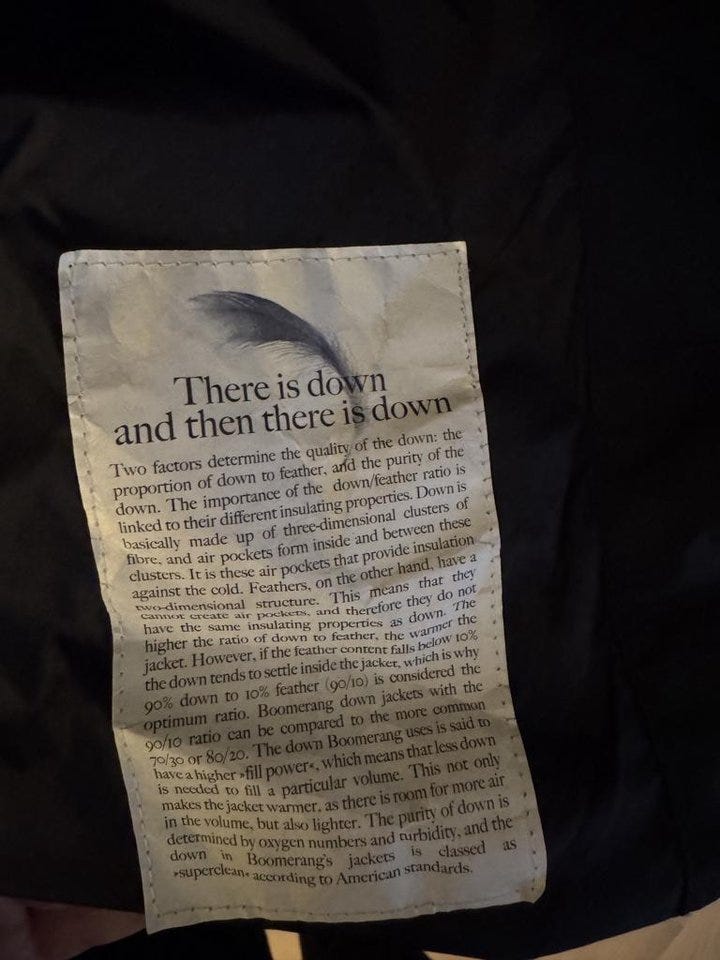 There is down
and then there is down
Two factors determine the quality of the down: the
proportion of down to feather, and the purity of the
down. The importance of the down/feather ratio is
linked to their different insulating properties. Down is
basically made up of three-dimensional clusters of
fibre, and air pockets form inside and between these
clusters. It is these air pockets that provide insulation
against the cold. Feathers, on the other hand, have a
two-dimensional structure. This means that they
cannot create air pockets, and therefore they do not
have the same insulating properties as down. The
higher the ratio of down to feather, the warmer the
jacket. However, if the feather content falls below 10%
the down tends to settle inside the jacket, which is why
90% down to 10% feather (90/10) is considered the
optimum ratio. Boomerang down jackets with the
90/10 ratio can be compared to the more common
70/30 or 80/20. The down Boomerang uses is said to
have a higher »fill power«, which means that less down
is needed to fill a particular volume. This not only
makes the jacket warmer, as there is room for more air
in the volume, but also lighter. The purity of down is
determined by oxygen numbers and turbidity, and the
down in Boomerang's jackets is classed as
»superclean« according to American standards.